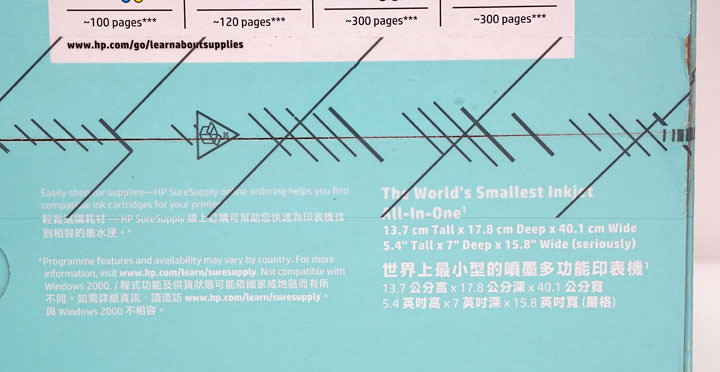 ~100 pages*** ~120 pages*** ~300 pages*** ~300 pages***
www.hp.com/go/learnaboutsupplies
Easily shop for supplies—HP SureSupply online ordering helps you find
compatible ink cartridges for your printer.
輕鬆選購耗材 — HP SureSupply 線上訂購可幫助您快速為印表機找
到相容的墨水匣。⁴
The World's Smallest Inkjet
All-In-One¹
13.7 cm Tall x 17.8 cm Deep x 40.1 cm Wide
5.4" Tall x 7" Deep x 15.8" Wide (seriously)
⁴Programme features and availability may vary by country. For more
information, visit www.hp.com/learn/suresupply. Not compatible with
Windows 2000. / 程式功能及供貨狀態可能依國家或地區而有所
不同。如需詳細資訊，請造訪 www.hp.com/learn/suresupply。
與 Windows 2000 不相容。
世界上最小型的噴墨多功能印表機¹
13.7 公分高 x 17.8 公分深 x 40.1 公分寬
5.4 英吋高 x 7 英吋深 x 15.8 英吋寬 (嚴格)